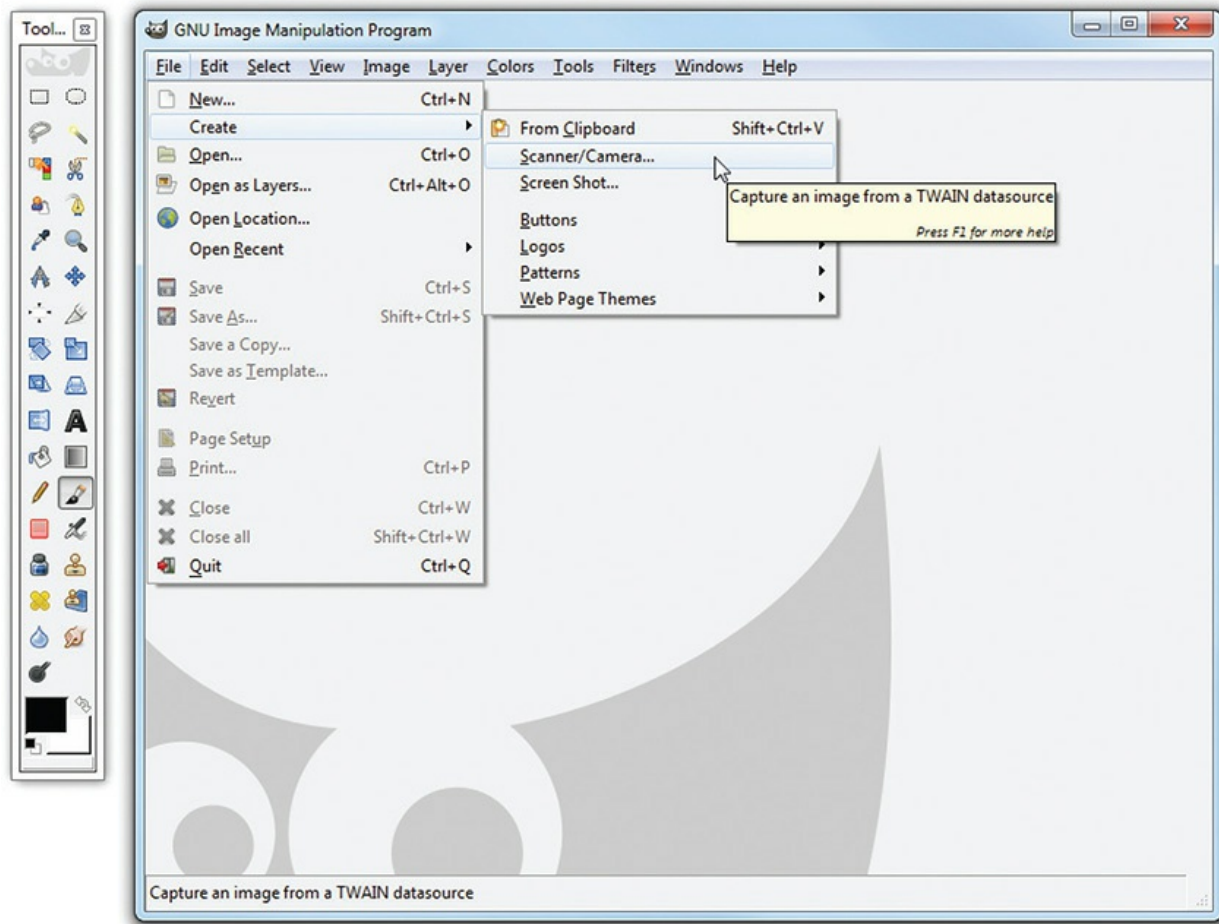 Tool...
GNU Image Manipulation Program
File Edit Select View Image Layer Colors Tools Filters Windows Help
New... Ctrl+N
Create
Open... Ctrl+O
Open as Layers... Ctrl+Alt+O
Open Location...
Open Recent
Save Ctrl+S
Save As... Shift+Ctrl+S
Save a Copy...
Save as Template...
Revert
Page Setup
Print... Ctrl+P
Close Ctrl+W
Close all Shift+Ctrl+W
Quit Ctrl+Q
From Clipboard Shift+Ctrl+V
Scanner/Camera...
Screen Shot...
Buttons
Logos
Patterns
Web Page Themes
Capture an image from a TWAIN datasource
Press F1 for more help
Capture an image from a TWAIN datasource